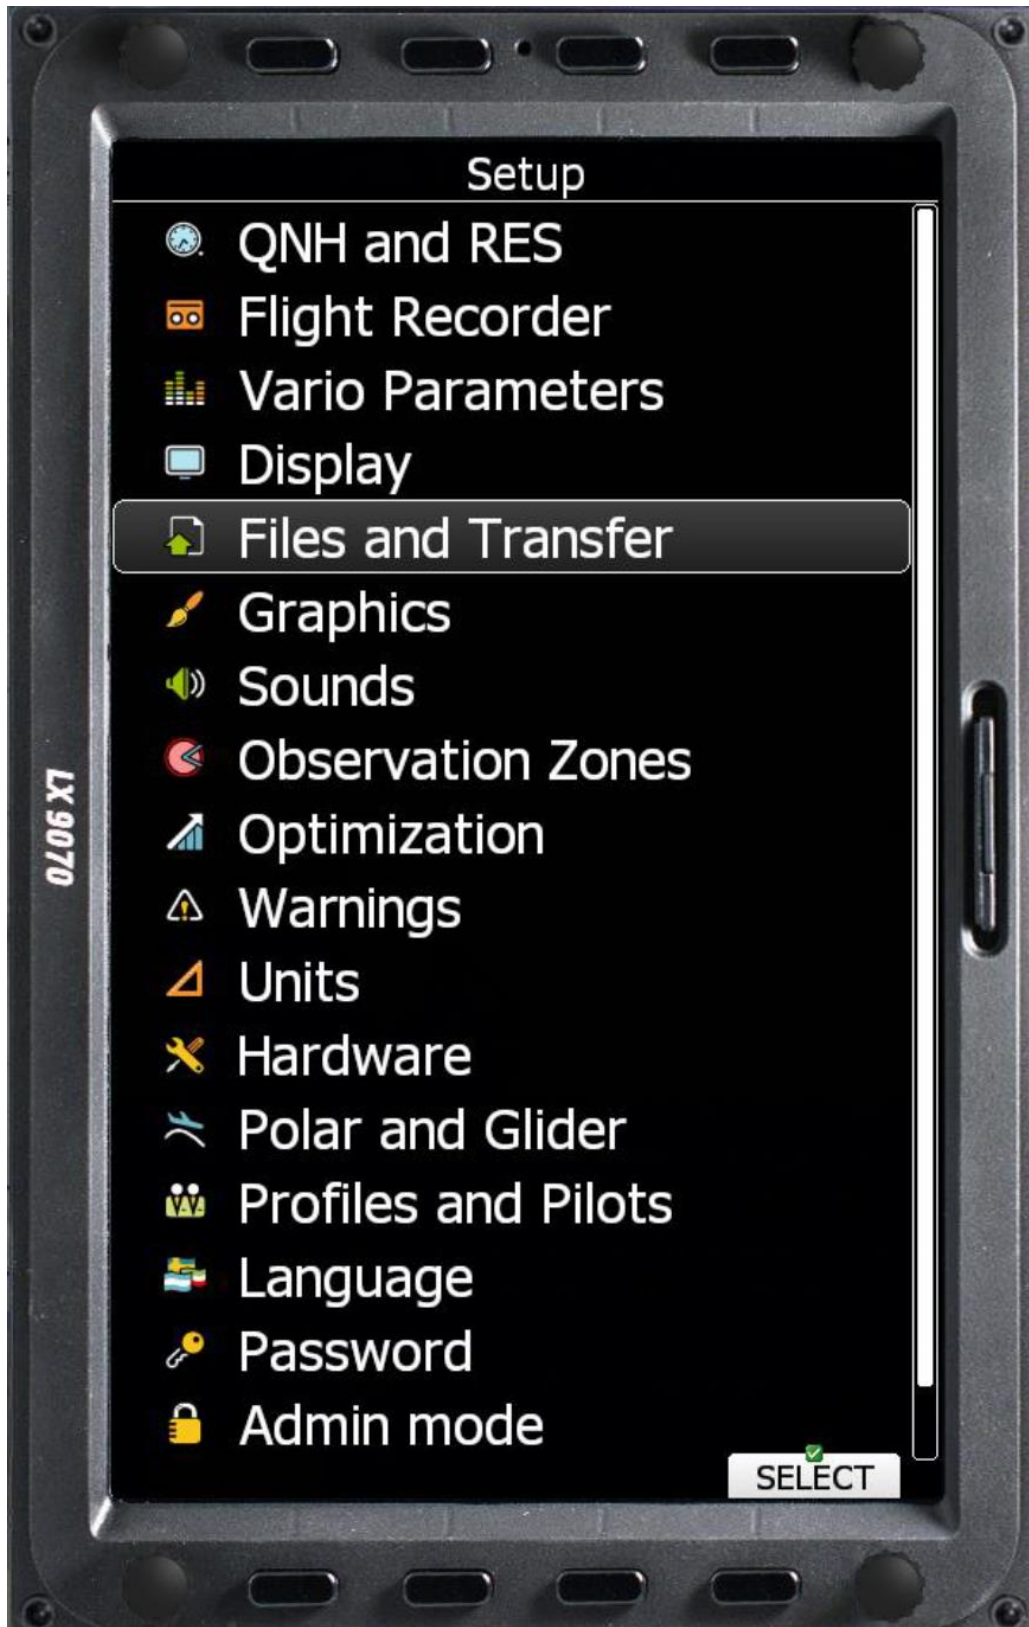 Setup
QNH and RES
Flight Recorder
Vario Parameters
Display
Files and Transfer
Graphics
Sounds
Observation Zones
Optimization
Warnings
Units
Hardware
Polar and Glider
Profiles and Pilots
Language
Password
Admin mode
SELECT
LX 9070